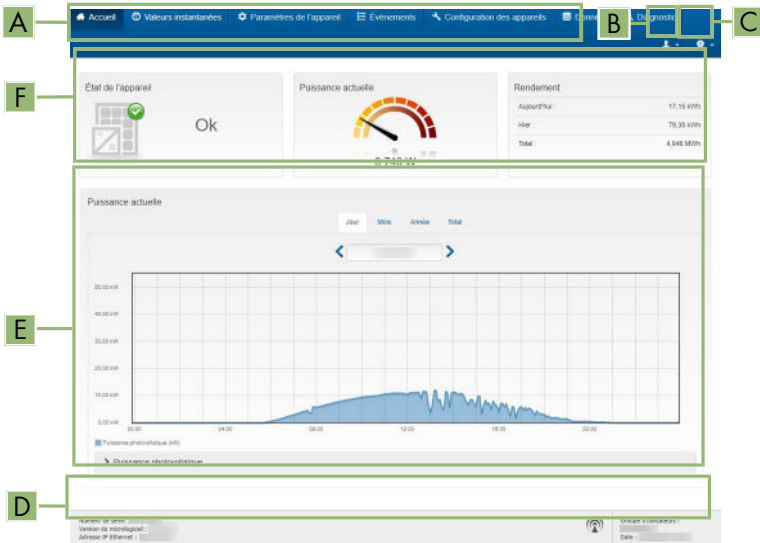 A
Accueil Valeurs instantanées Paramètres de l'appareil Événements Configuration des appareils Donné Diagnostic
B
C
F
État de l'appareil
Ok
Puissance actuelle
W
Rendement
Aujourd'hui : 17,15 kWh
Hier : 79,35 kWh
Total : 4,946 MWh
E
Puissance actuelle
Jour Mois Année Total
50,00 kW
40,00 kW
30,00 kW
20,00 kW
10,00 kW
5,00 kW
00:00 04:00 08:00 12:00 16:00 20:00
Puissance photovoltaïque (kW)
Puissance photovoltaïque
D
Numéro de série:
Version du micrologiciel :
Adresse IP Ethernet :
Groupe d'utilisateurs :
Date :